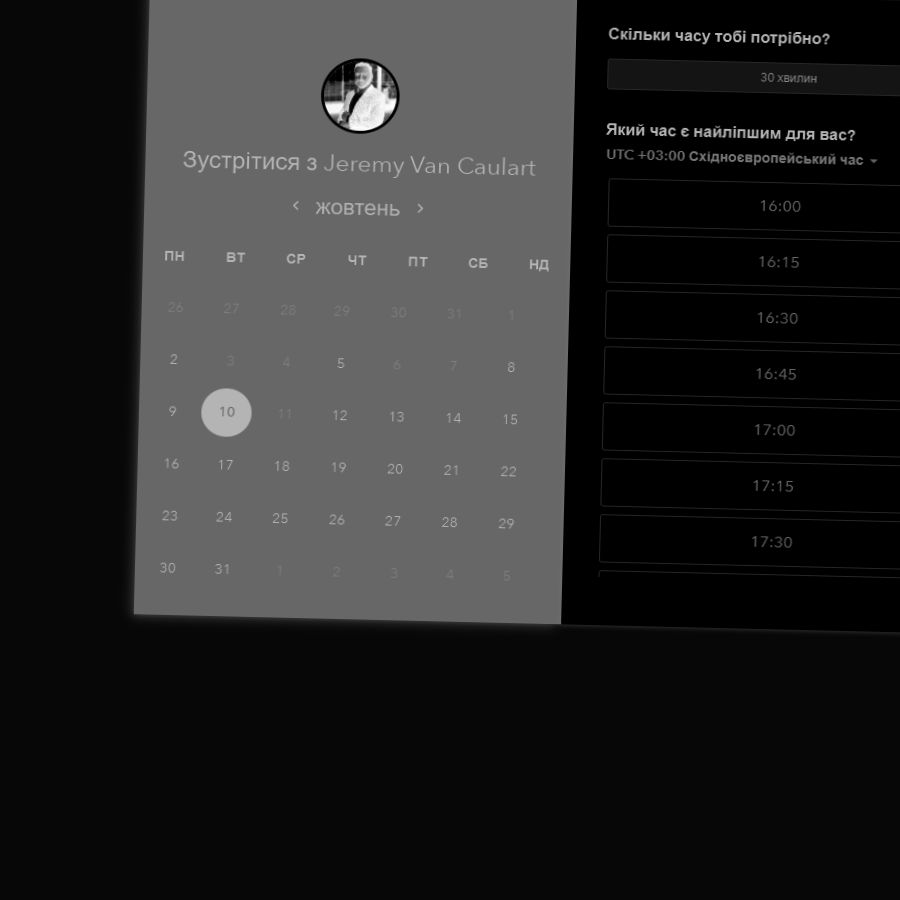 Зустрітися з Jeremy Van Caulart
‹ жовтень ›
ПН ВТ СР ЧТ ПТ СБ НД
26 27 28 29 30 31 1
2 3 4 5 6 7 8
9 10 11 12 13 14 15
16 17 18 19 20 21 22
23 24 25 26 27 28 29
30 31 1 2 3 4 5
Скільки часу тобі потрібно?
30 хвилин
Який час є найліпшим для вас?
UTC +03:00 Східноєвропейський час
16:00
16:15
16:30
16:45
17:00
17:15
17:30